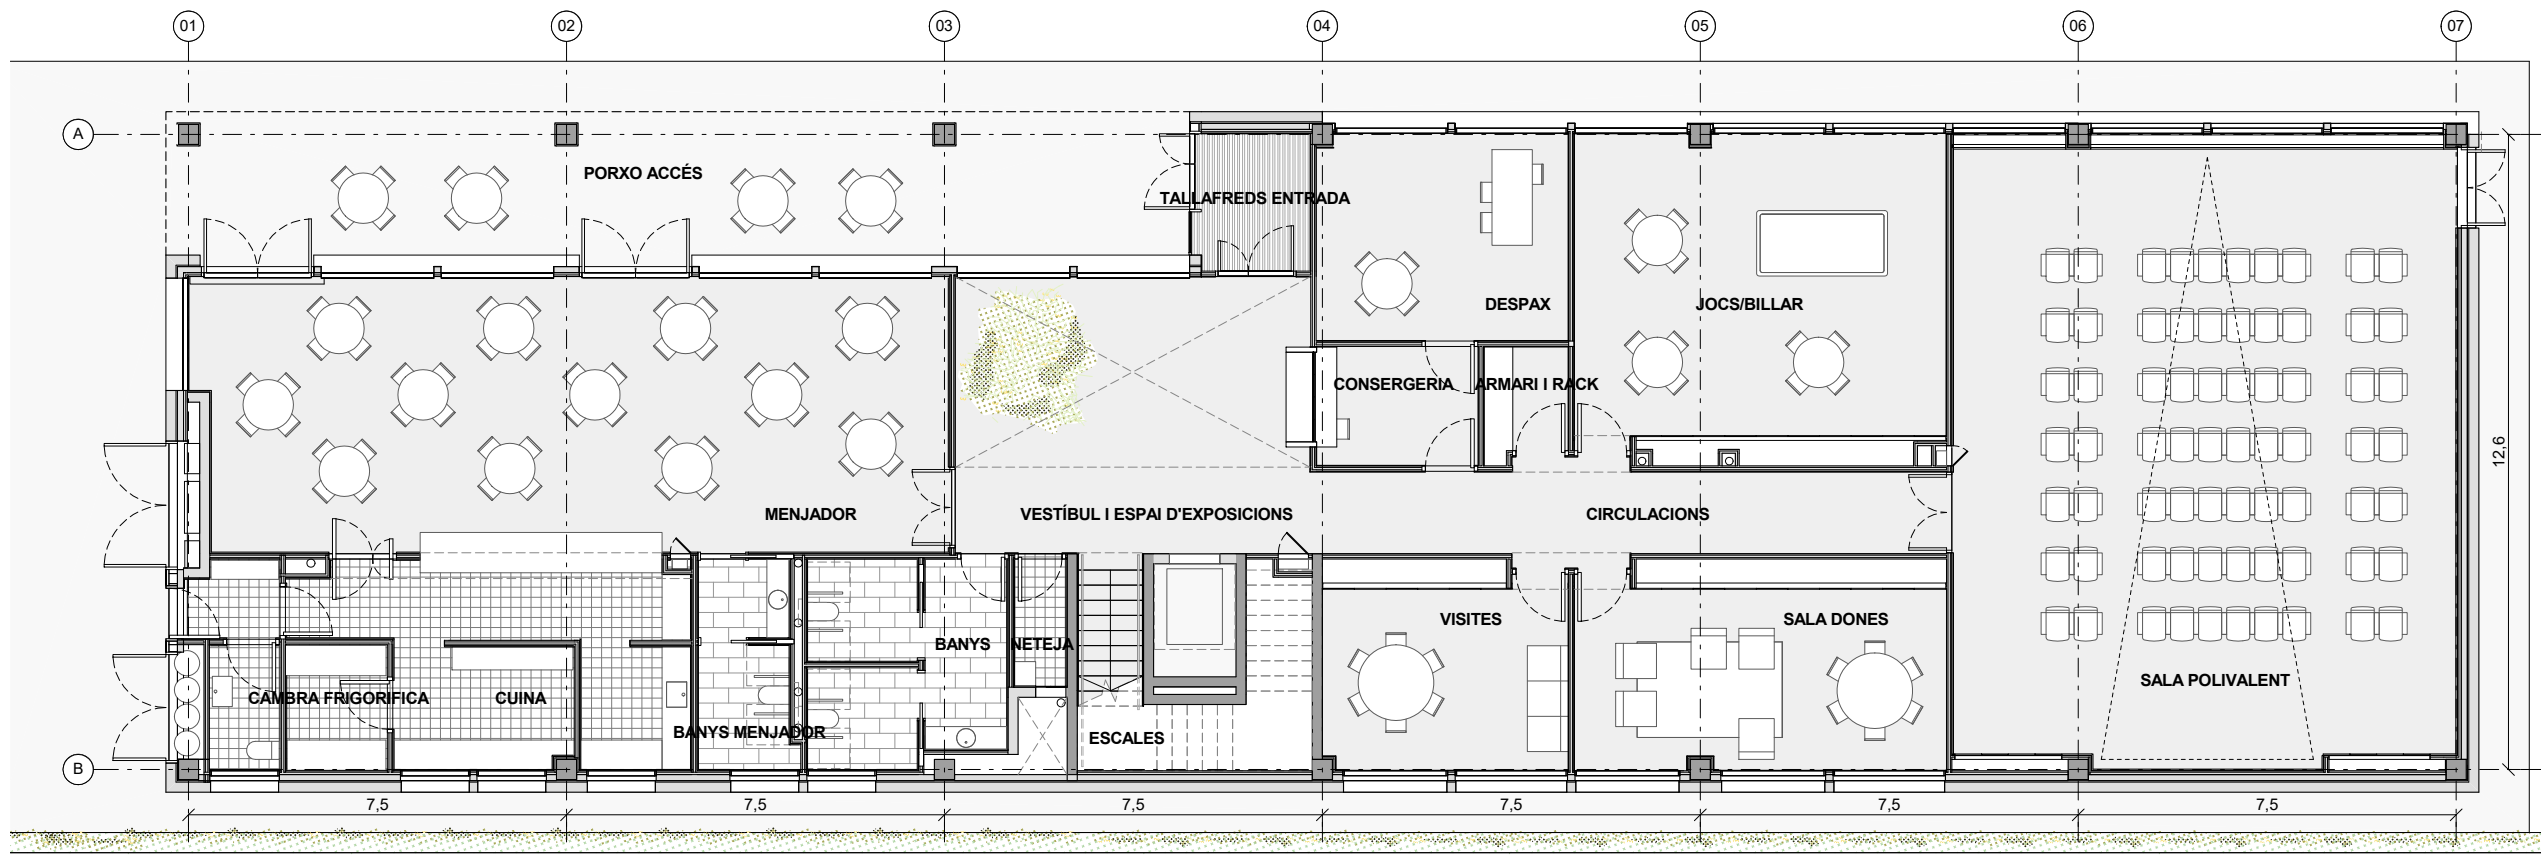 01 02 03 04 05 06 07
A
PORXO ACCÉS
TALLAFREDS ENTRADA
DESPAX
JOCS/BILLAR
CONSERGERIA
ARMARI I RACK
12,6
MENJADOR
VESTÍBUL I ESPAI D'EXPOSICIONS
CIRCULACIONS
VISITES
SALA DONES
BANYS
NETEJA
SALA POLIVALENT
CAMBRA FRIGORIFICA
CUINA
BANYS MENJADOR
ESCALES
B
7,5 7,5 7,5 7,5 7,5 7,5